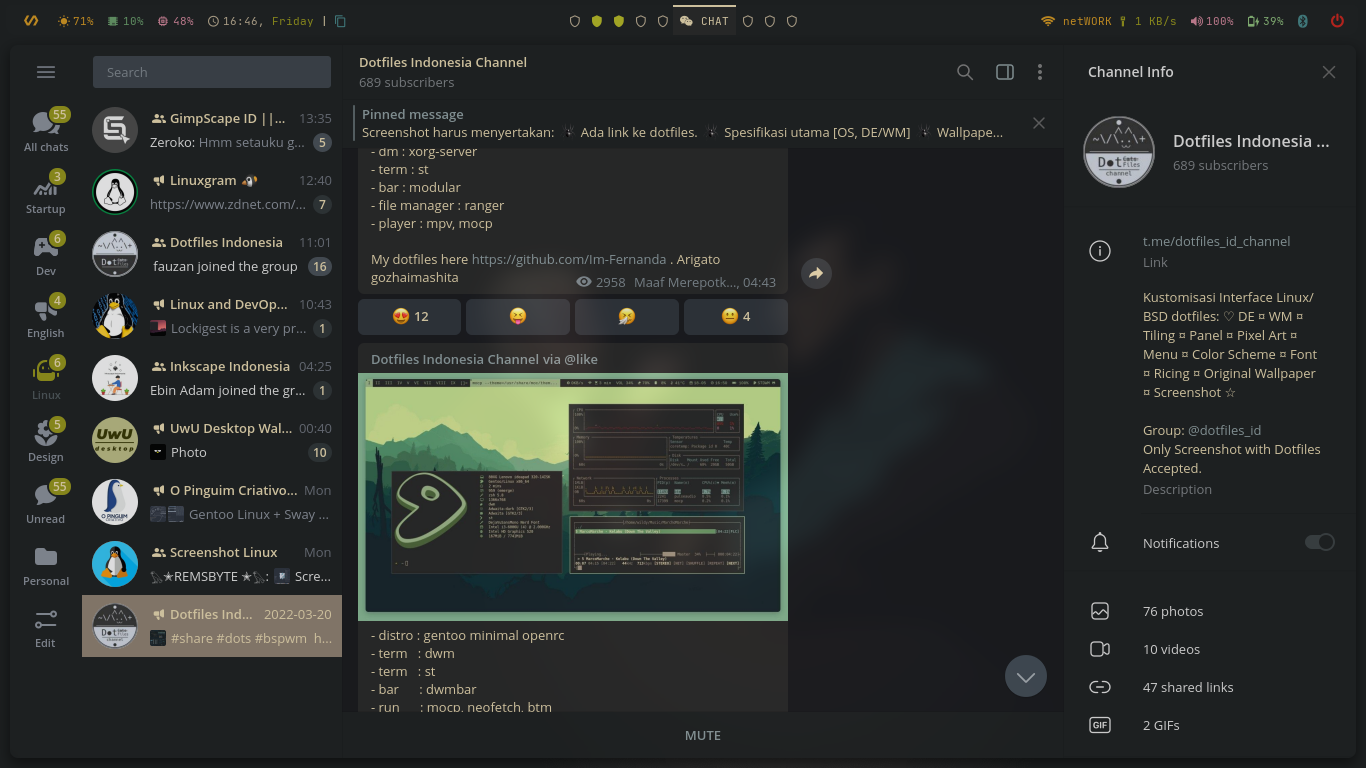 71% 10% 48% 16:46, Friday |
CHAT
netWORK 1 KB/s 100% 39%
Search
55
All chats
3
Startup
6
Dev
4
English
6
Linux
5
Design
55
Unread
Personal
Edit
GimpScape ID ||... 13:35
Zeroko: Hmm setauku g... 5
Linuxgram 12:40
https://www.zdnet.com/... 7
Dotfiles Indonesia 11:01
fauzan joined the group 16
Linux and DevOp... 10:43
Lockigest is a very pr... 1
Inkscape Indonesia 04:25
Ebin Adam joined the gr... 1
UwU Desktop Wal... 00:40
Photo 10
O Pinguim Criativo... Mon
Gentoo Linux + Sway ...
Screenshot Linux Mon
★REMSBYTE ★: Scre...
Dotfiles Ind... 2022-03-20
#share #dots #bspwm h...
UwU
desktop
Dotfiles Indonesia Channel
689 subscribers
Pinned message
Screenshot harus menyertakan: Ada link ke dotfiles. Spesifikasi utama [OS, DE/WM] Wallpape...
- dm : xorg-server
- term : st
- bar : modular
- file manager : ranger
- player : mpv, mocp
My dotfiles here https://github.com/Im-Fernanda . Arigato
gozhaimashita
2958 Maaf Merepotk..., 04:43
😍 12 😝 🤧 😐 4
Dotfiles Indonesia Channel via @like
- distro : gentoo minimal openrc
- term : dwm
- term : st
- bar : dwmbar
- run : mocp, neofetch, btm
MUTE
Channel Info
Dotfiles Indonesia ...
689 subscribers
t.me/dotfiles_id_channel
Link
Kustomisasi Interface Linux/
BSD dotfiles: ♡ DE ¤ WM ¤
Tiling ¤ Panel ¤ Pixel Art ¤
Menu ¤ Color Scheme ¤ Font
¤ Ricing ¤ Original Wallpaper
¤ Screenshot ☆
Group: @dotfiles_id
Only Screenshot with Dotfiles
Accepted.
Description
Notifications
76 photos
10 videos
47 shared links
GIF
2 GIFs